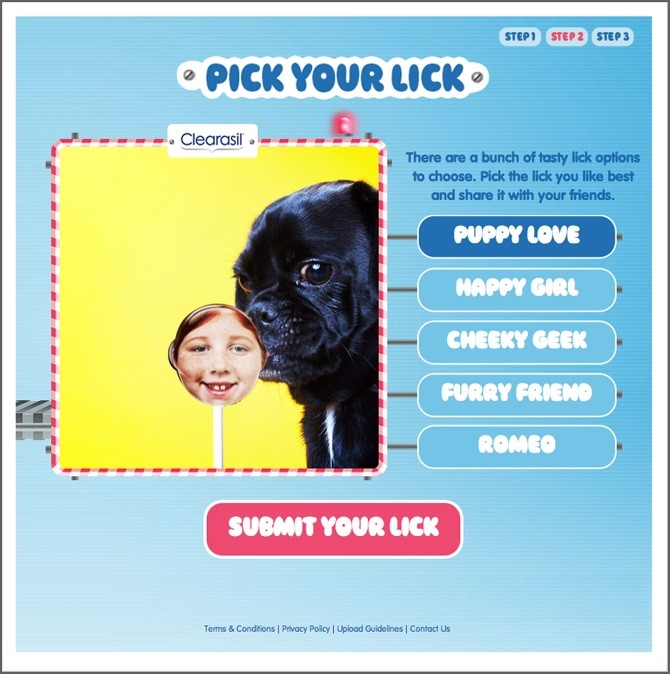 STEP 1 STEP 2 STEP 3
PICK YOUR LICK
Clearasil
There are a bunch of tasty lick options
to choose. Pick the lick you like best
and share it with your friends.
PUPPY LOVE
HAPPY GIRL
CHEEKY GEEK
FURRY FRIEND
ROMEO
SUBMIT YOUR LICK
Terms & Conditions | Privacy Policy | Upload Guidelines | Contact Us